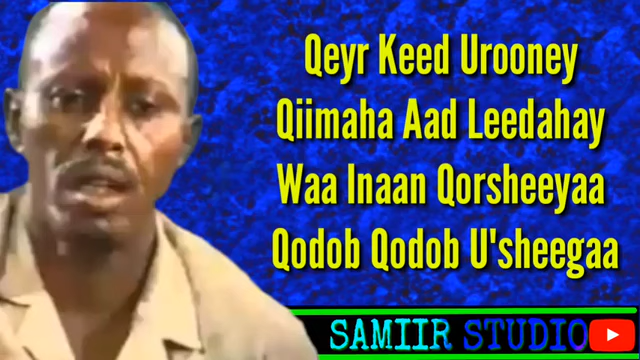 Qeyr Keed Urooney
Qiimaha Aad Leedahay
Waa Inaan Qorsheeyaa
Qodob Qodob U'sheegaa
SAMIIR STUDIO